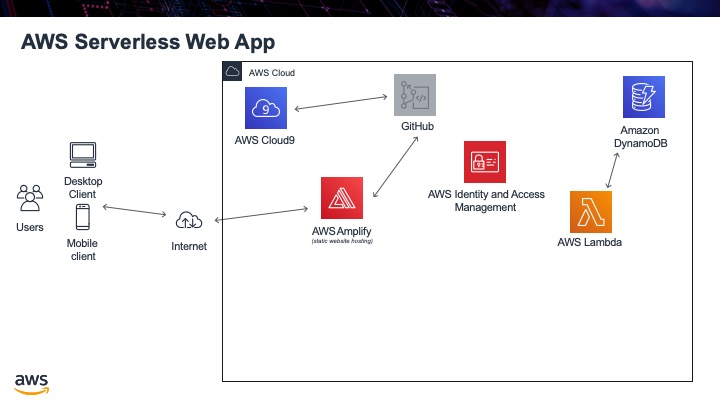 AWS Serverless Web App
AWS Cloud
9
AWS Cloud9
GitHub
Amazon
DynamoDB
Desktop
Client
AWS Identity and Access
Management
Users
Mobile
client
Internet
AWS Amplify
(static website hosting)
AWS Lambda
aws